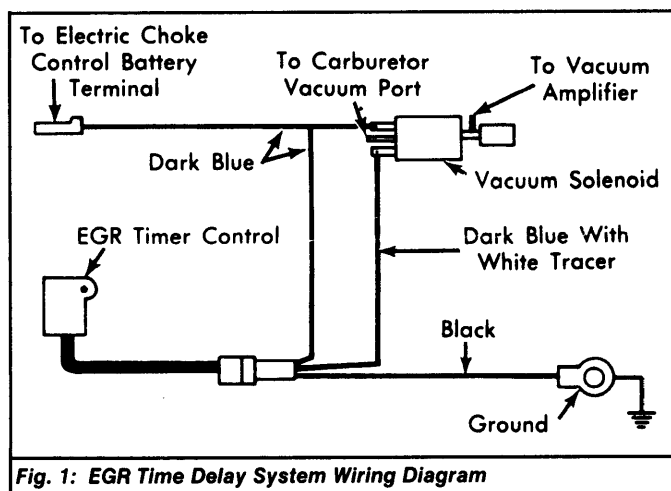 To Electric Choke
Control Battery
Terminal
To Carburetor
Vacuum Port
To Vacuum
Amplifier
Dark Blue
Vacuum Solenoid
EGR Timer Control
Dark Blue With
White Tracer
Black
Ground
Fig. 1: EGR Time Delay System Wiring Diagram